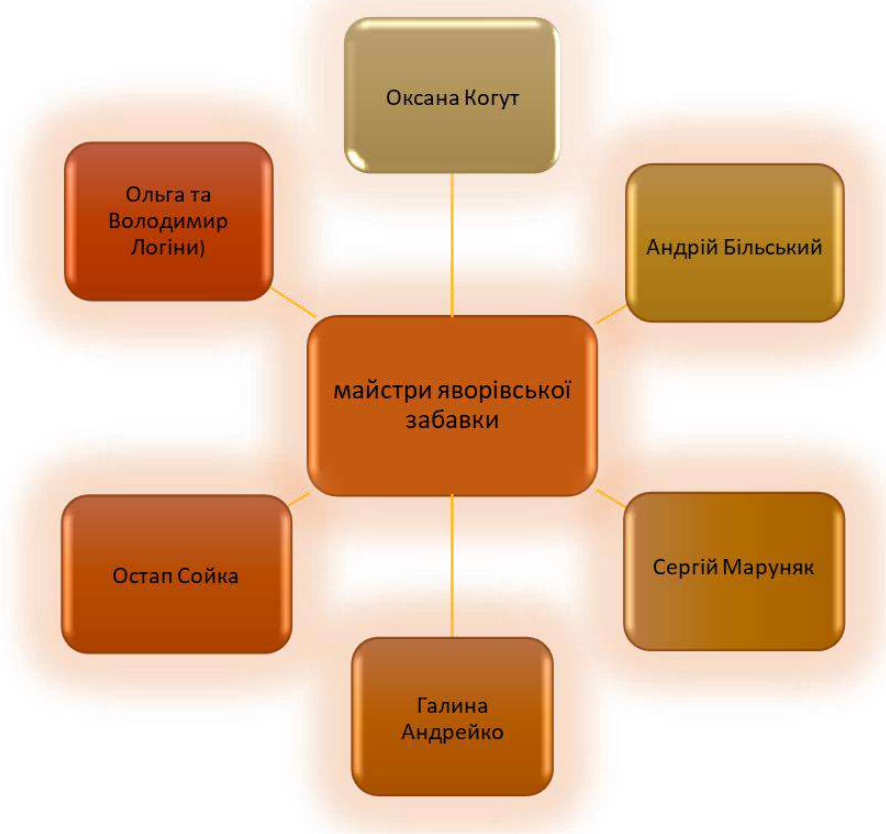 Оксана Когут
Ольга та
Володимир
Логіни)
Андрій Більський
майстри яворівської
забавки
Остап Сойка
Сергій Маруняк
Галина
Андрейко